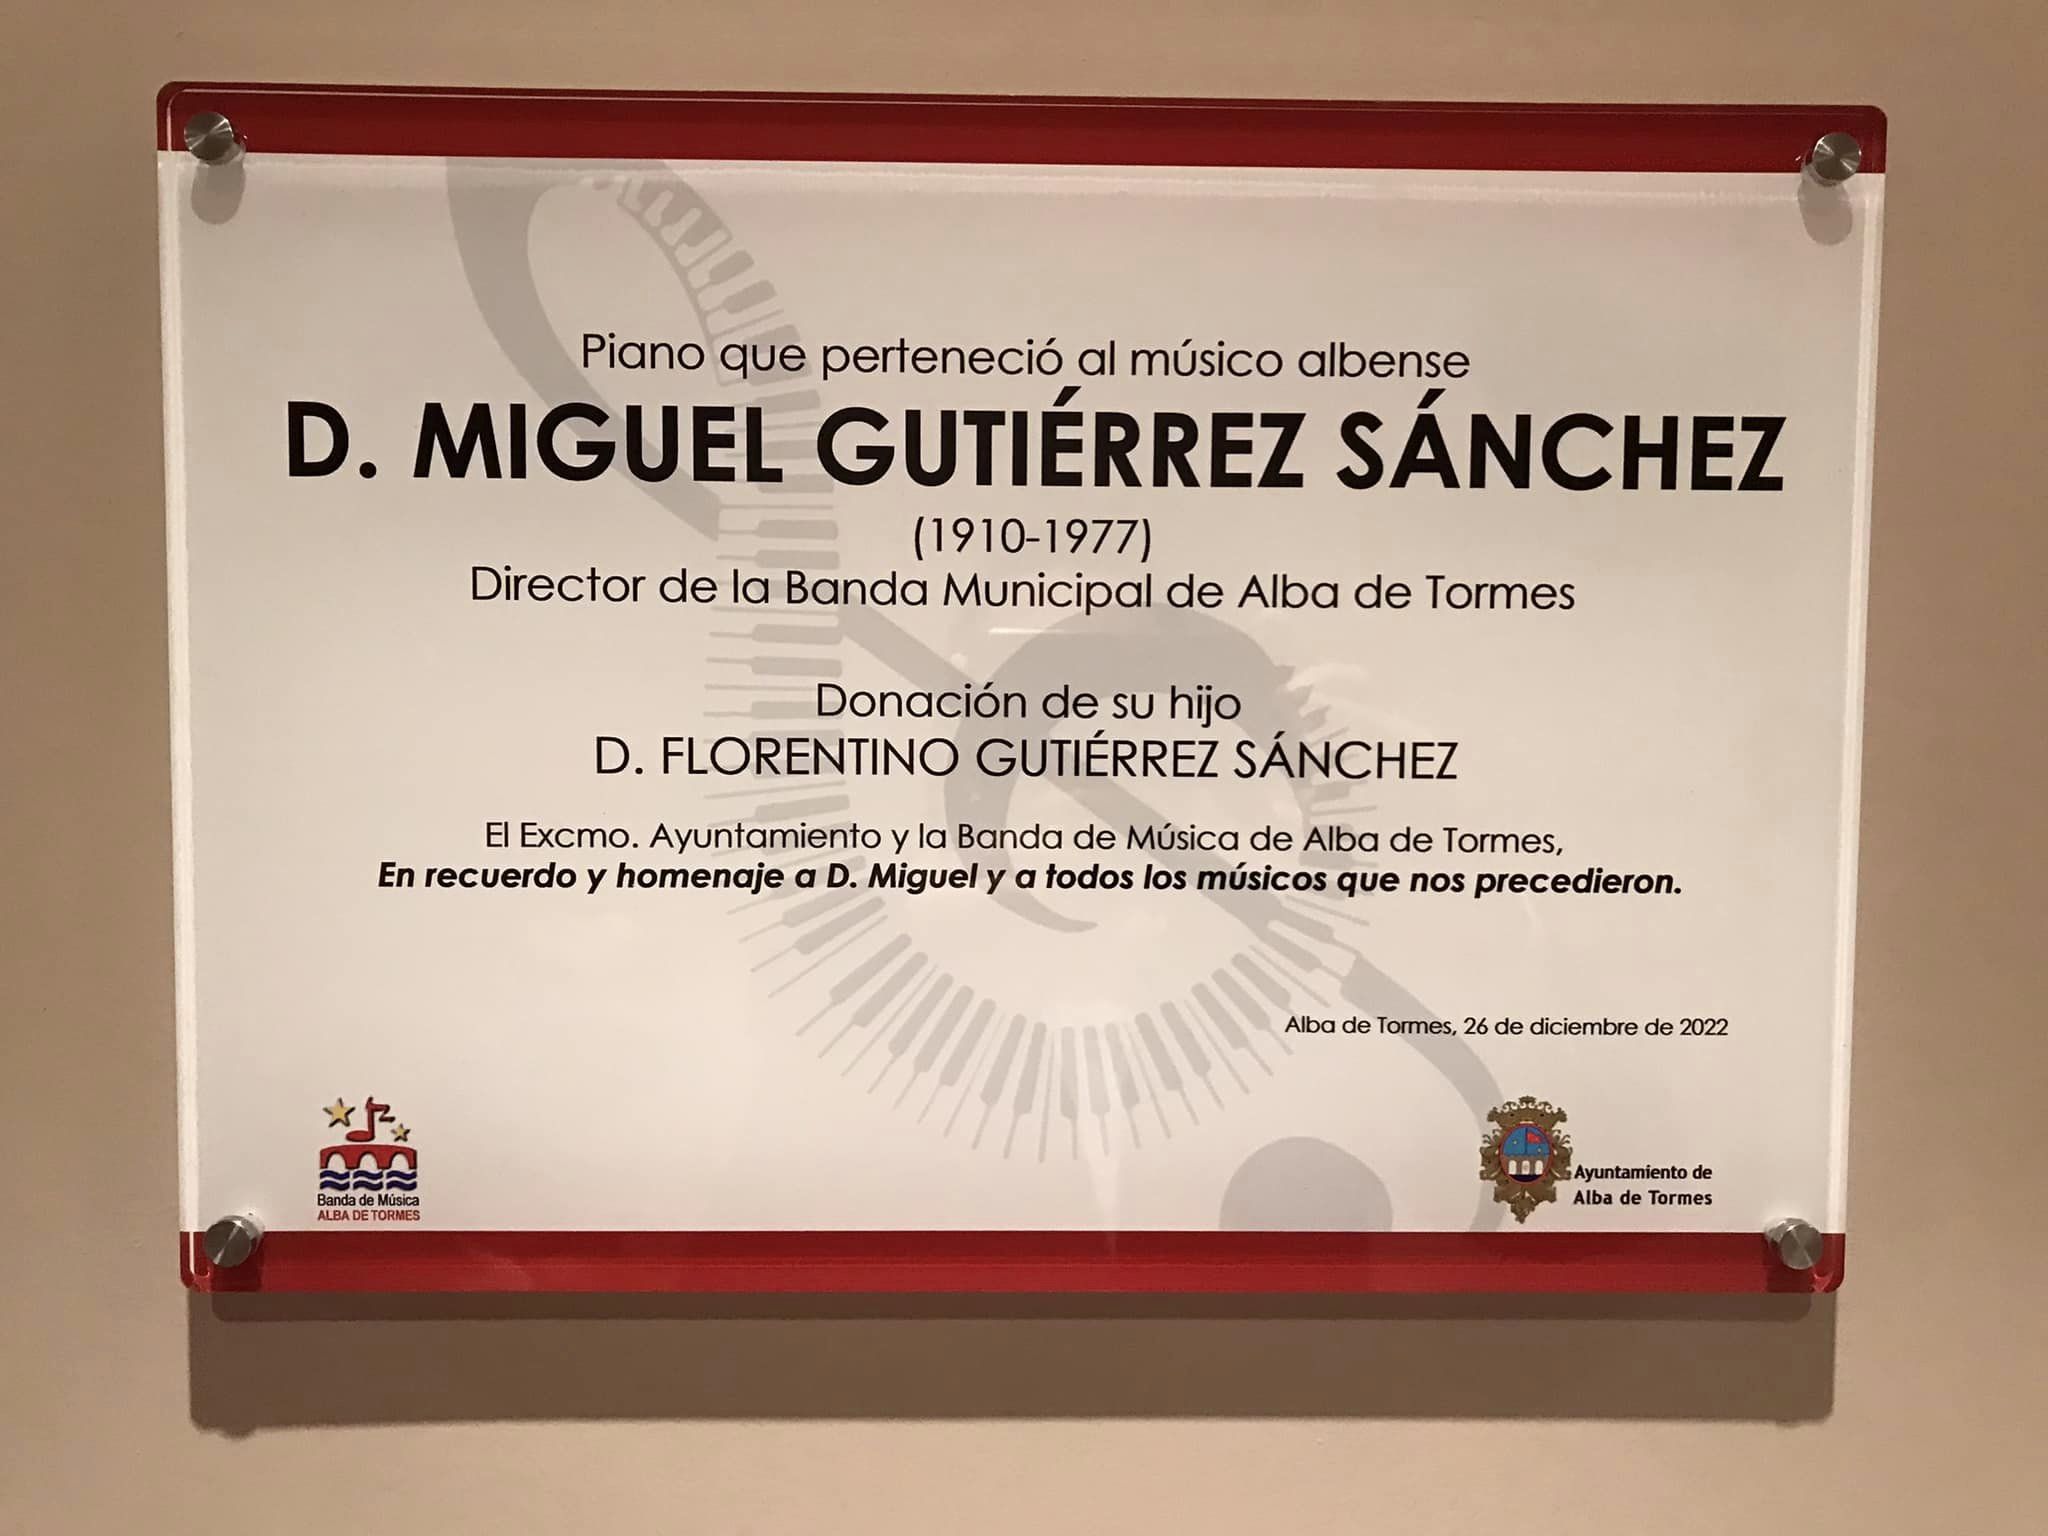 Piano que perteneció al músico albense
D. MIGUEL GUTIÉRREZ SÁNCHEZ
(1910-1977)
Director de la Banda Municipal de Alba de Tormes
Donación de su hijo
D. FLORENTINO GUTIÉRREZ SÁNCHEZ
El Excmo. Ayuntamiento y la Banda de Música de Alba de Tormes,
En recuerdo y homenaje a D. Miguel y a todos los músicos que nos precedieron.
Alba de Tormes, 26 de diciembre de 2022
Banda de Música
ALBA DE TORMES
Ayuntamiento de
Alba de Tormes